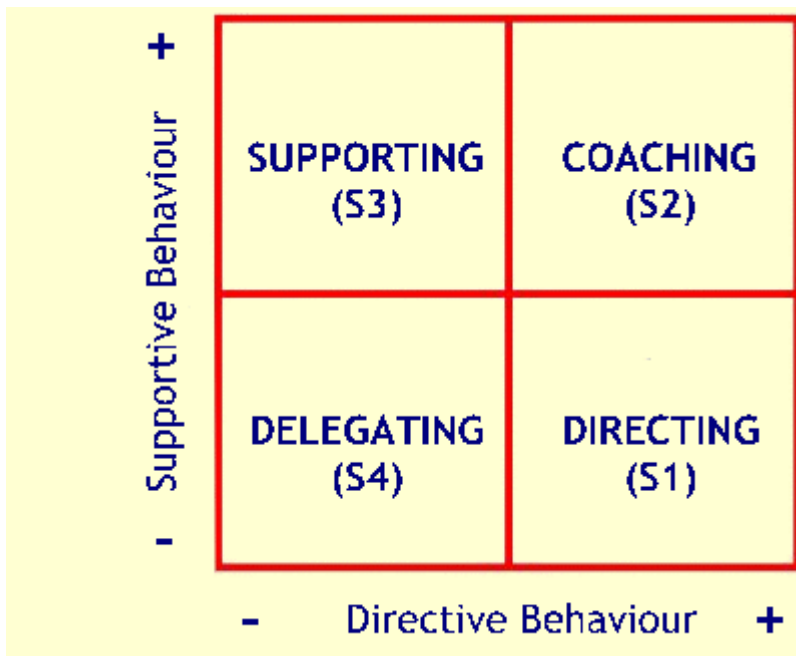 +
Supportive Behaviour
-
SUPPORTING
(S3)
COACHING
(S2)
DELEGATING
(S4)
DIRECTING
(S1)
- Directive Behaviour +